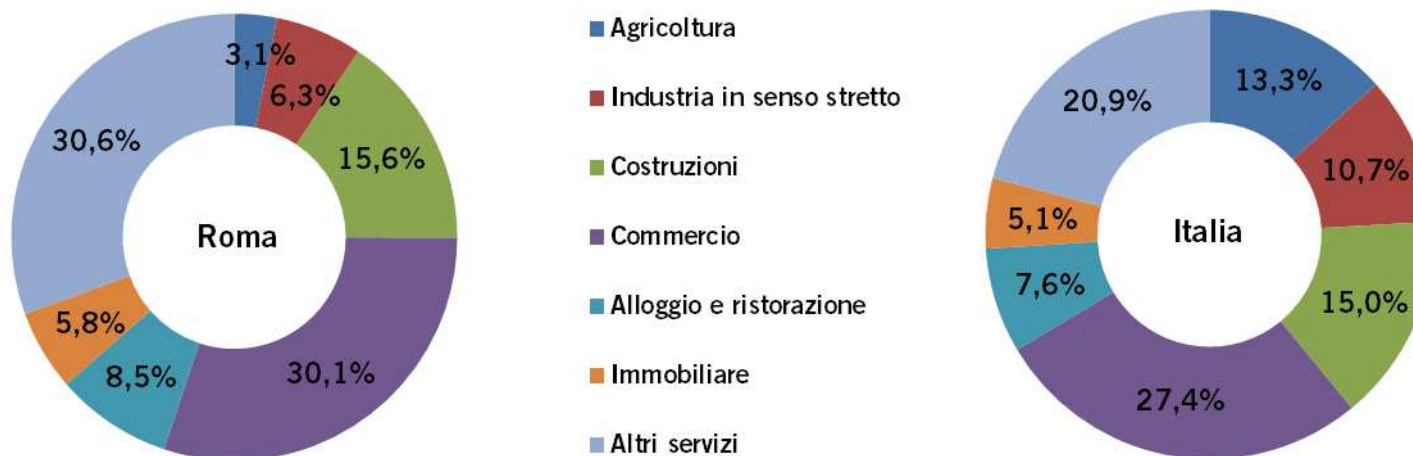 3,1%
6,3%
15,6%
30,1%
8,5%
5,8%
30,6%
Roma
Agricoltura
Industria in senso stretto
Costruzioni
Commercio
Alloggio e ristorazione
Immobiliare
Altri servizi
13,3%
10,7%
15,0%
27,4%
7,6%
5,1%
20,9%
Italia